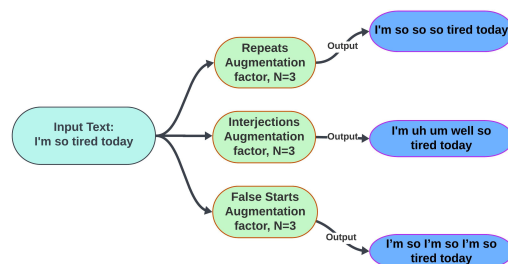 Input Text:
I'm so tired today
Repeats
Augmentation
factor, N=3
Output
I'm so so so tired today
Interjections
Augmentation
factor, N=3
Output
I'm uh um well so
tired today
False Starts
Augmentation
factor, N=3
Output
I'm so I'm so I'm so
tired today